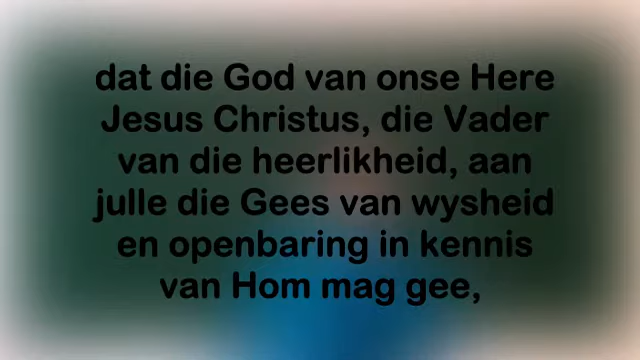 dat die God van onse Here
Jesus Christus, die Vader
van die heerlikheid, aan
julle die Gees van wysheid
en openbaring in kennis
van Hom mag gee,